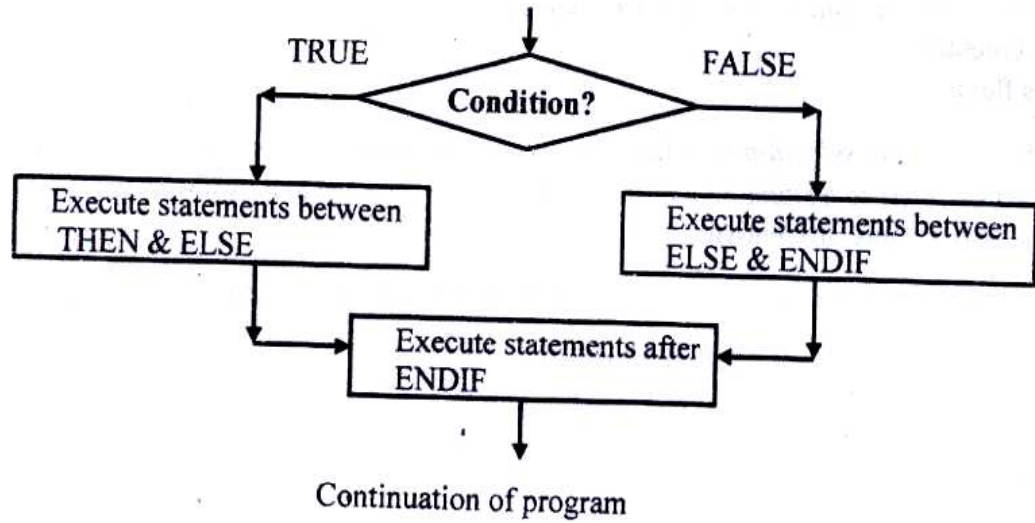 TRUE
FALSE
Condition?
Execute statements between
THEN & ELSE
Execute statements between
ELSE & ENDIF
Execute statements after
ENDIF
Continuation of program